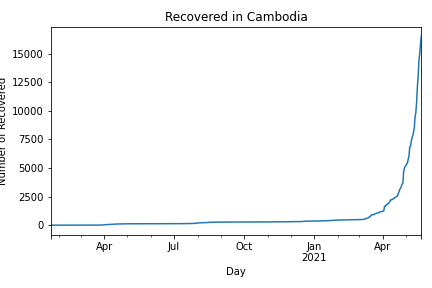 Recovered in Cambodia
Number of Recovered
15000
12500
10000
7500
5000
2500
0
Apr
Jul
Oct
Jan
2021
Apr
Day